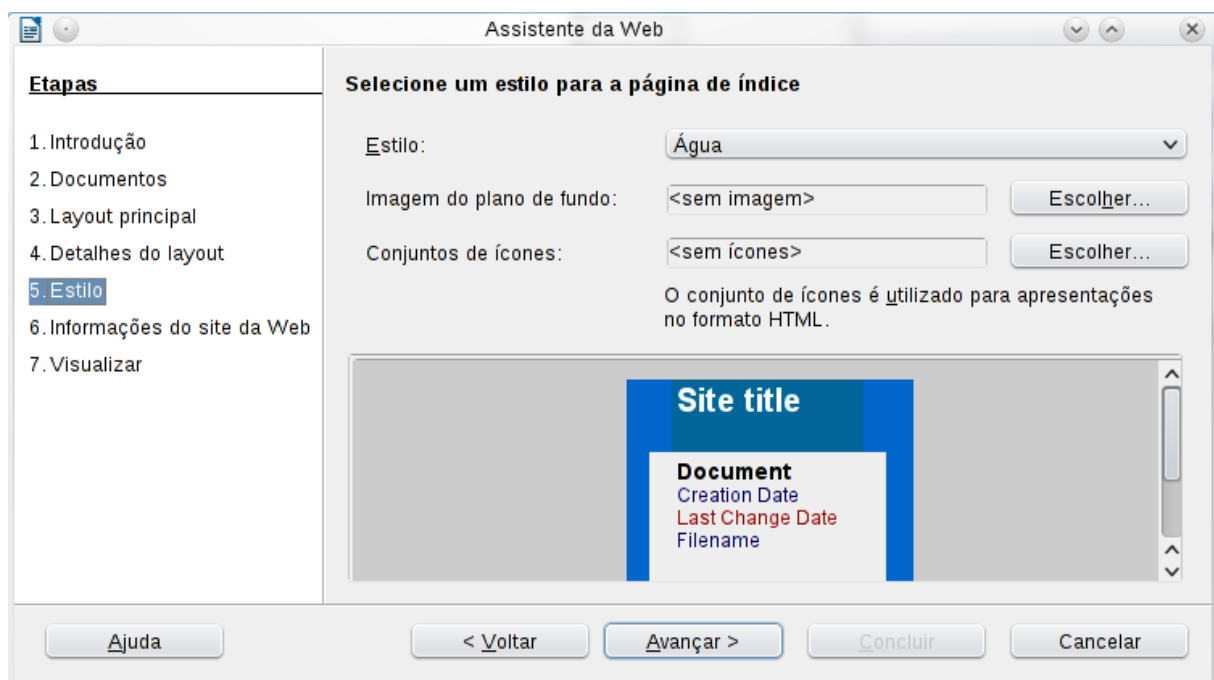 Assistente da Web
Etapas
1. Introdução
2. Documentos
3. Layout principal
4. Detalhes do layout
5. Estilo
6. Informações do site da Web
7. Visualizar
Selecione um estilo para a página de índice
Estilo: Água
Imagem do plano de fundo: <sem imagem> Escolher...
Conjuntos de ícones: <sem ícones> Escolher...
O conjunto de ícones é utilizado para apresentações
no formato HTML.
Site title
Document
Creation Date
Last Change Date
Filename
Ajuda < Voltar Avançar > Concluir Cancelar